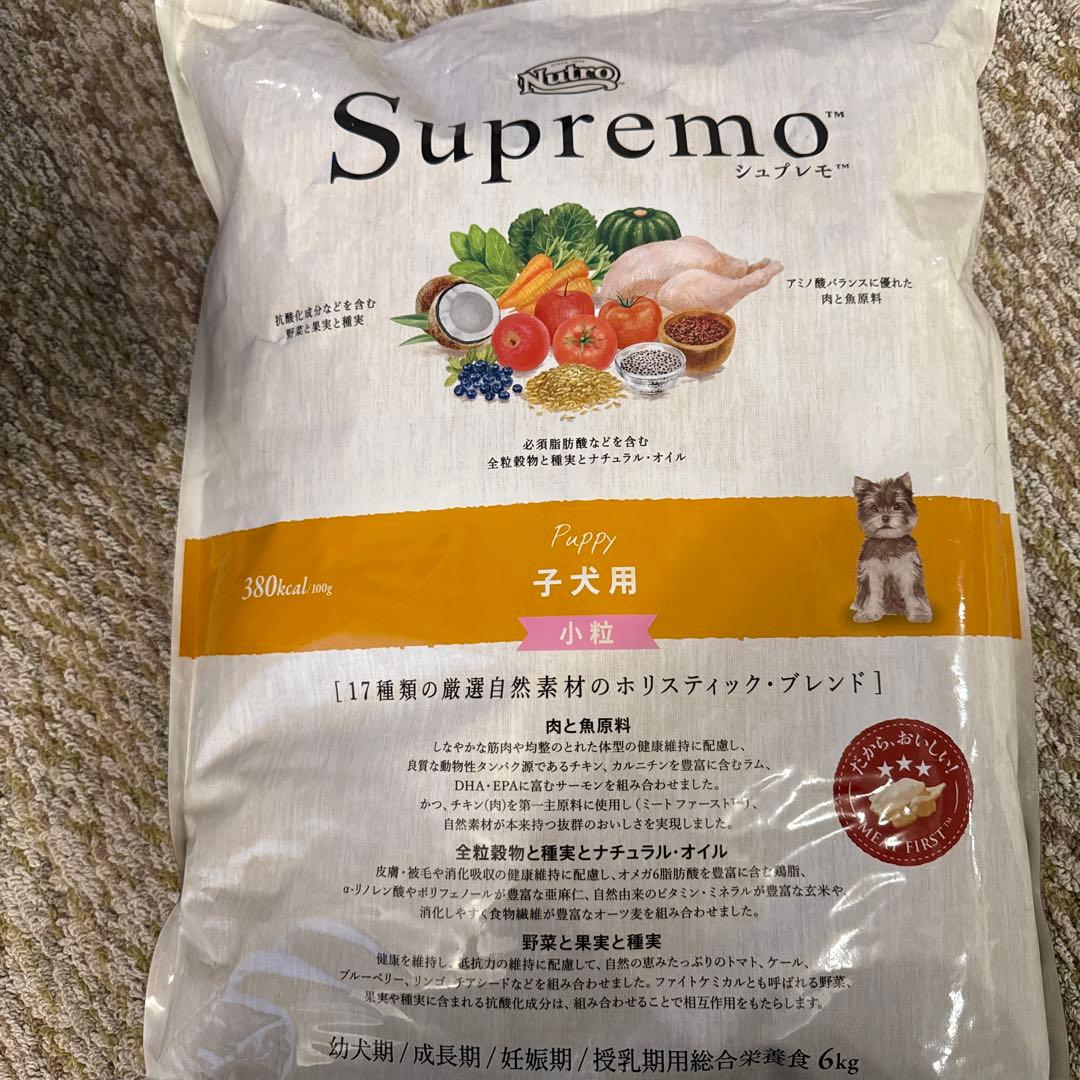 Nutro
Supremo™
シュプレモ™
アミノ酸バランスに優れた
肉と魚原料
抗酸化成分などを含む
野菜と果実と種実
必須脂肪酸などを含む
全粒穀物と種実とナチュラル・オイル
Puppy
380kcal/100g
子犬用
小粒
[17種類の厳選自然素材のホリスティック・ブレンド]
肉と魚原料
しなやかな筋肉や均整のとれた体型の健康維持に配慮し、
良質な動物性タンパク源であるチキン、カルニチンを豊富に含むラム、
DHA・EPAに富むサーモンを組み合わせました。
かつ、チキン(肉)を第一主原料に使用し(ミートファースト™)、
自然素材が本来持つ抜群のおいしさを実現しました。
だから、おいしい!
MEAT FIRST™
全粒穀物と種実とナチュラル・オイル
皮膚・被毛や消化吸収の健康維持に配慮し、オメガ6脂肪酸を豊富に含む鶏脂、
α-リノレン酸やポリフェノールが豊富な亜麻仁、自然由来のビタミン・ミネラルが豊富な玄米や、
消化しやすく食物繊維が豊富なオーツ麦を組み合わせました。
野菜と果実と種実
健康を維持し、抵抗力の維持に配慮して、自然の恵みたっぷりのトマト、ケール、
ブルーベリー、リンゴ、チアシードなどを組み合わせました。ファイトケミカルとも呼ばれる野菜、
果実や種実に含まれる抗酸化成分は、組み合わせることで相互作用をもたらします。
幼犬期/成長期/妊娠期/授乳期用総合栄養食 6kg